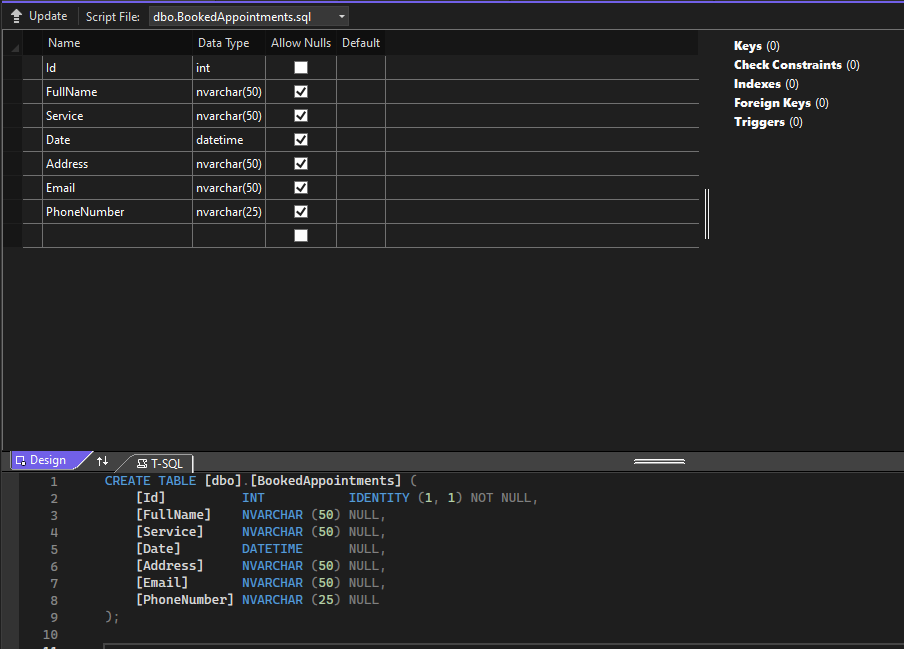 Update Script File: dbo.BookedAppointments.sql
Name Data Type Allow Nulls Default
Id int
FullName nvarchar(50)
Service nvarchar(50)
Date datetime
Address nvarchar(50)
Email nvarchar(50)
PhoneNumber nvarchar(25)
Keys (0)
Check Constraints (0)
Indexes (0)
Foreign Keys (0)
Triggers (0)
Design T-SQL
1 CREATE TABLE [dbo].[BookedAppointments] (
2 [Id] INT IDENTITY (1, 1) NOT NULL,
3 [FullName] NVARCHAR (50) NULL,
4 [Service] NVARCHAR (50) NULL,
5 [Date] DATETIME NULL,
6 [Address] NVARCHAR (50) NULL,
7 [Email] NVARCHAR (50) NULL,
8 [PhoneNumber] NVARCHAR (25) NULL
9 );
10
11